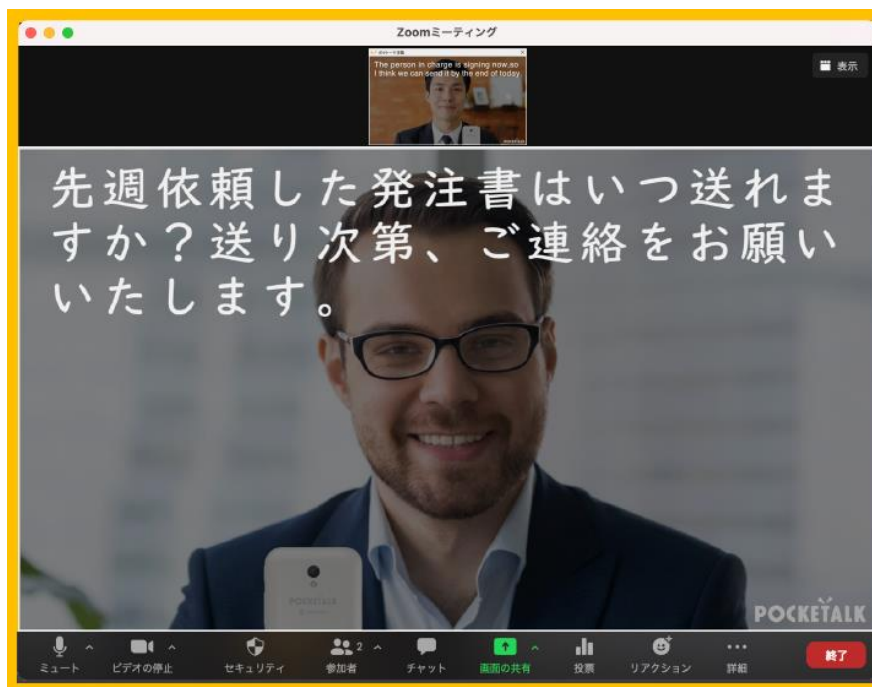 Zoomミーティング
The person in charge is signing now,so
I think we can send it by the end of today.
表示
先週依頼した発注書はいつ送れま
すか？送り次第、ご連絡をお願い
いたします。
POCKETALK
POCKETALK
ミュート
ビデオの停止
セキュリティ
2
参加者
チャット
画面の共有
投票
リアクション
詳細
終了